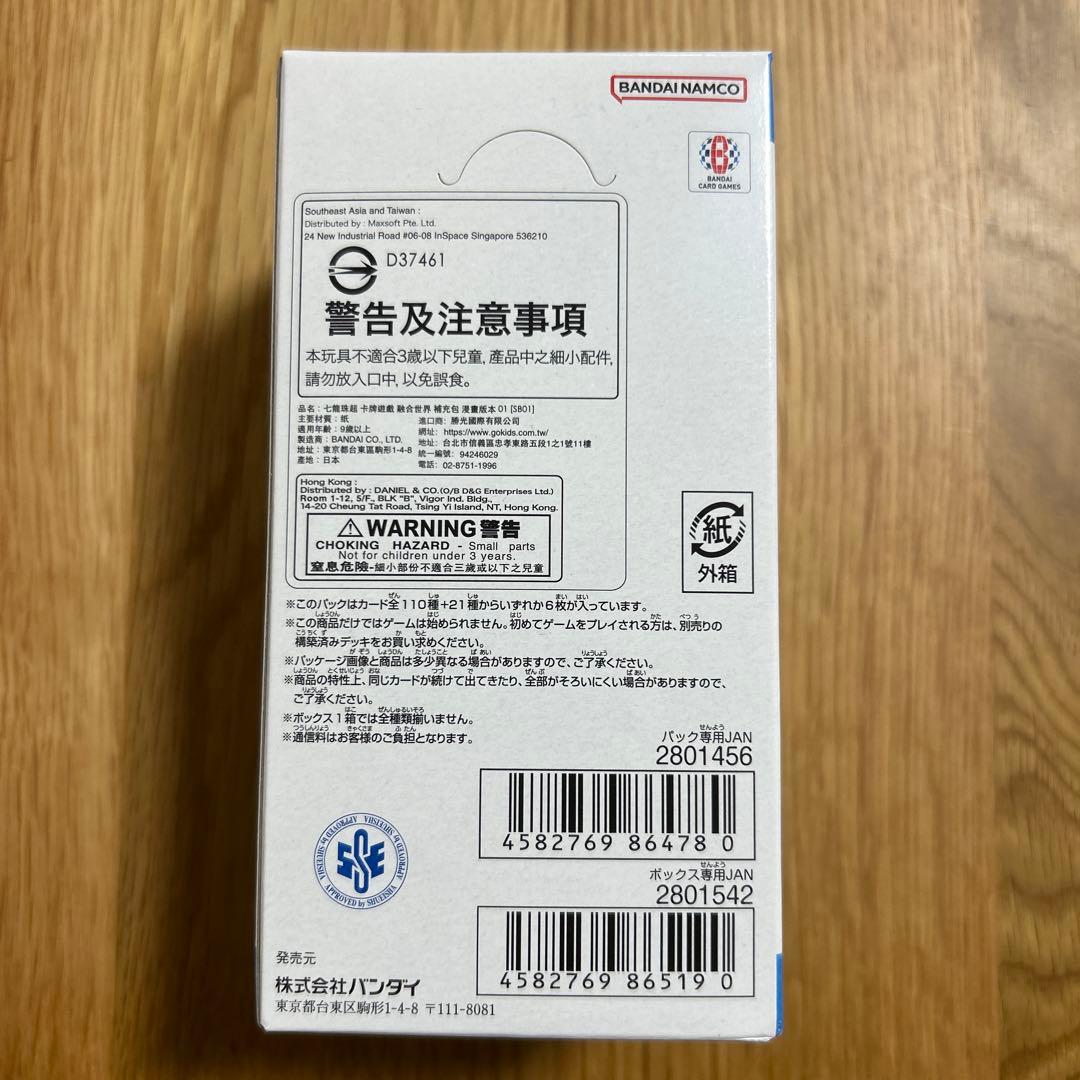 BANDAI NAMCO
BANDAI
CARD GAMES
Southeast Asia and Taiwan :
Distributed by : Maxsoft Pte. Ltd.
24 New Industrial Road #06-08 InSpace Singapore 536210
D37461
警告及注意事項
本玩具不適合3歲以下兒童, 產品中之細小配件,
請勿放入口中, 以免誤食。
品名: 七龍珠超 卡牌遊戲 融合世界 補充包 漫畫版本 01 [SB01]
主要材質: 紙
適用年齡: 9歲以上
製造商: BANDAI CO., LTD.
地址: 東京都台東區駒形1-4-8
產地: 日本
進口商: 勝光國際有限公司
網址: https://www.gokids.com.tw/
地址: 台北市信義區忠孝東路五段1之1號11樓
統一編號: 94246029
電話: 02-8751-1996
Hong Kong :
Distributed by : DANIEL & CO.(O/B D&G Enterprises Ltd.)
Room 1-12, 5/F., BLK "B", Vigor Ind. Bldg.,
14-20 Cheung Tat Road, Tsing Yi Island, NT, Hong Kong.
WARNING 警告
CHOKING HAZARD - Small parts
Not for children under 3 years.
窒息危險-細小部份不適合三歲或以下之兒童
紙
外箱
※このパックはカード全110種+21種からいずれか6枚が入っています。
※この商品だけではゲームは始められません。初めてゲームをプレイされる方は、別売りの
構築済みデッキをお買い求めください。
※パッケージ画像と商品は多少異なる場合がありますので、ご了承ください。
※商品の特性上、同じカードが続けて出てきたり、全部がそろいにくい場合がありますので、
ご了承ください。
※ボックス1箱では全種類揃いません。
※通信料はお客様のご負担となります。
パック専用JAN
2801456
4582769 86478 0
ボックス専用JAN
2801542
4582769 86519 0
APPROVED by SHUEISHA APPROVED by SHUEISHA APPROVED by SHUEISHA
SE
発売元
株式会社バンダイ
東京都台東区駒形1-4-8 〒111-8081